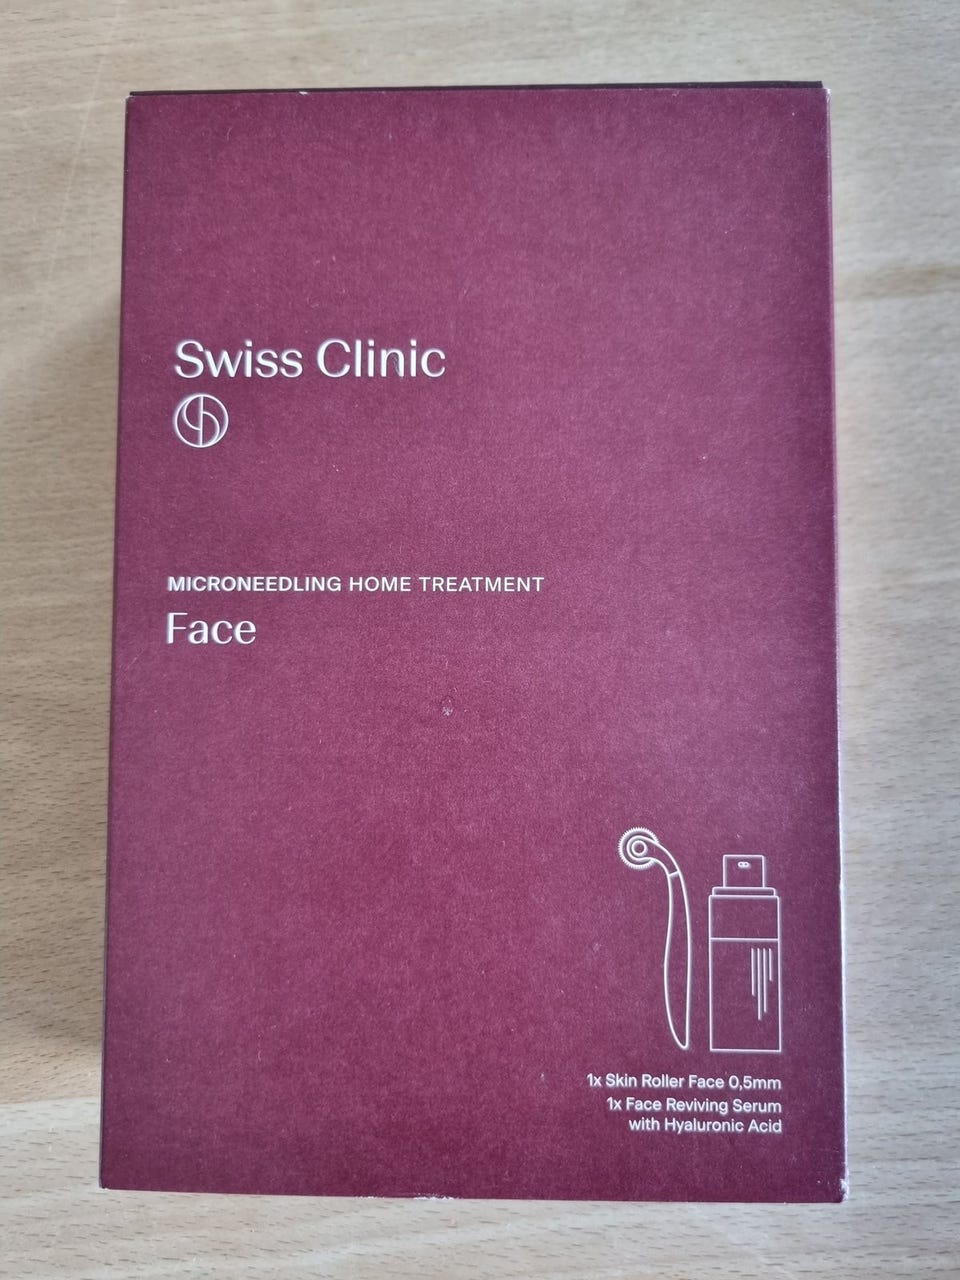 Swiss Clinic
MICRONEEDLING HOME TREATMENT
Face
1x Skin Roller Face 0,5mm
1x Face Reviving Serum
with Hyaluronic Acid